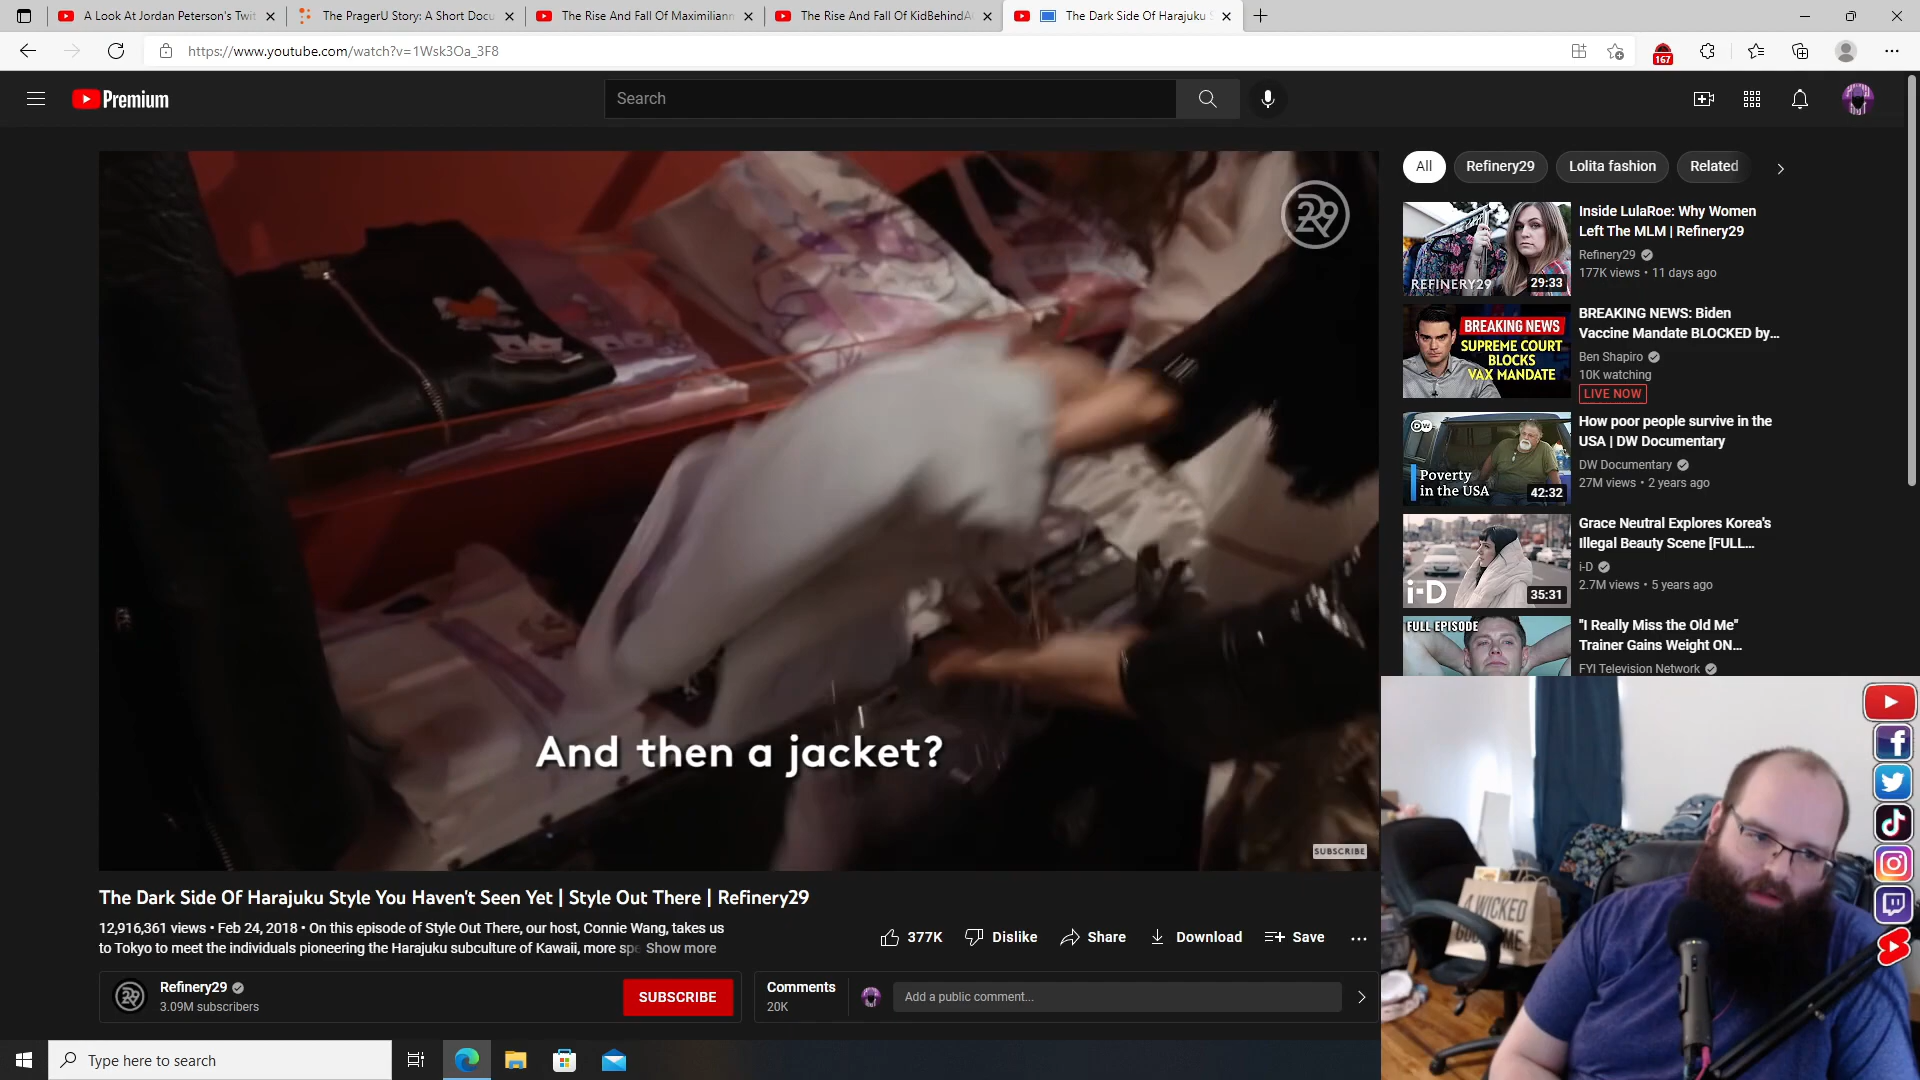 A Look At Jordan Peterson's Twit
The PragerU Story: A Short Docu
The Rise And Fall Of Maximilianm
The Rise And Fall Of KidBehindA
The Dark Side Of Harajuku S
https://www.youtube.com/watch?v=1Wsk3Oa_3F8
167
Premium
Search
All
Refinery29
Lolita fashion
Related
R29
And then a jacket?
SUBSCRIBE
REFINERY29
29:33
Inside LulaRoe: Why Women
Left The MLM | Refinery29
Refinery29
177K views • 11 days ago
BREAKING NEWS
SUPREME COURT
BLOCKS
VAX MANDATE
BREAKING NEWS: Biden
Vaccine Mandate BLOCKED by...
Ben Shapiro
10K watching
LIVE NOW
DW
Poverty
in the USA
42:32
How poor people survive in the
USA | DW Documentary
DW Documentary
27M views • 2 years ago
i-D
35:31
Grace Neutral Explores Korea's
Illegal Beauty Scene [FULL...
i-D
2.7M views • 5 years ago
FULL EPISODE
"I Really Miss the Old Me"
Trainer Gains Weight ON...
FYI Television Network
The Dark Side Of Harajuku Style You Haven't Seen Yet | Style Out There | Refinery29
12,916,361 views • Feb 24, 2018 • On this episode of Style Out There, our host, Connie Wang, takes us
to Tokyo to meet the individuals pioneering the Harajuku subculture of Kawaii, more spe Show more
377K
Dislike
Share
Download
Save
Refinery29
3.09M subscribers
SUBSCRIBE
Comments
20K
Add a public comment...
A WICKED
Type here to search